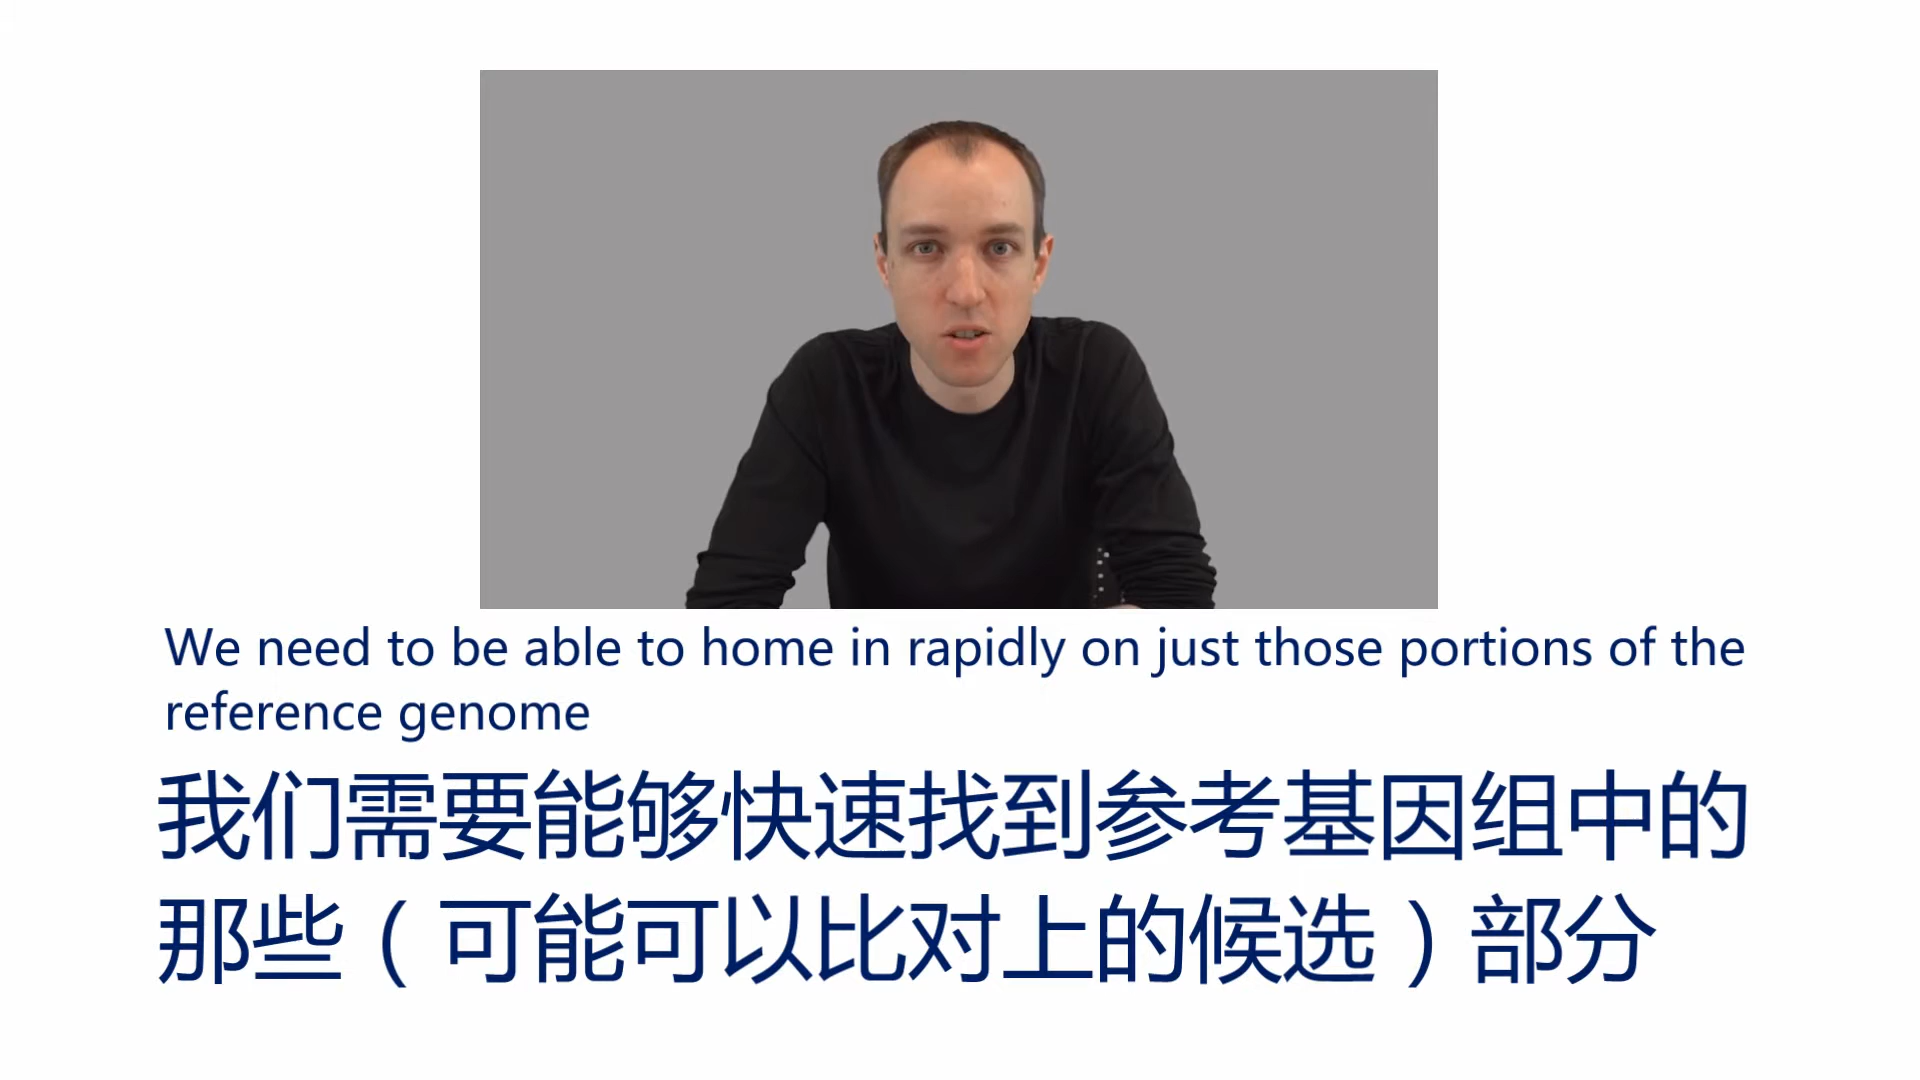 We need to be able to home in rapidly on just those portions of the
reference genome
我们需要能够快速找到参考基因组中的
那些（可能可以比对上的候选）部分